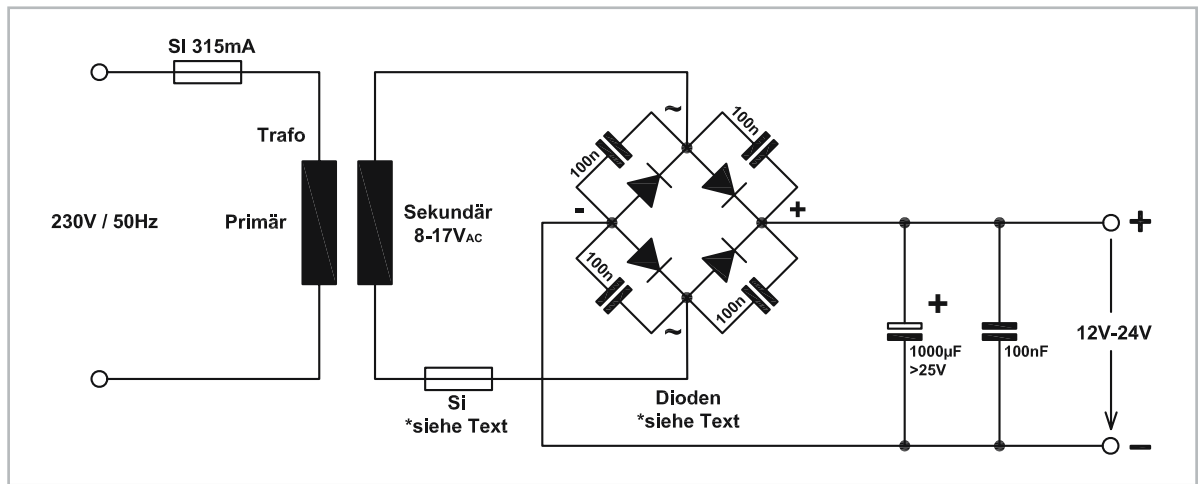 SI 315mA
Trafo
230V / 50Hz
Primär
Sekundär
8-17VAC
~
100n
100n
-
+
100n
100n
~
Si
*siehe Text
Dioden
*siehe Text
+
1000µF
>25V
100nF
+
12V-24V
–